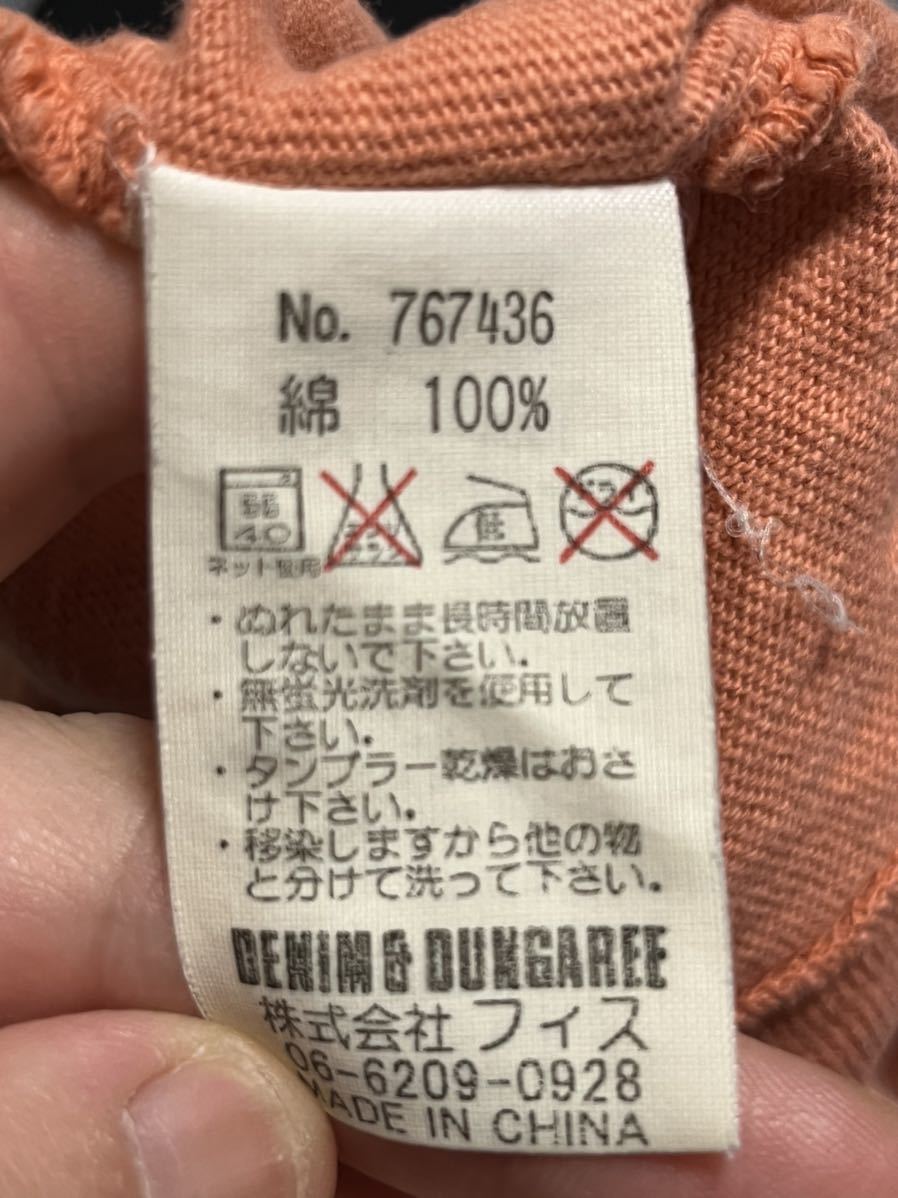 No. 767436
綿 100%
40
ネット使用
・ぬれたまま長時間放置
しないで下さい.
・無蛍光洗剤を使用して
下さい.
・タンブラー乾燥はおさ
け下さい.
・移染しますから他の物
と分けて洗って下さい.
DENIM & DUNGAREE
株式会社 フィス
06-6209-0928
MADE IN CHINA